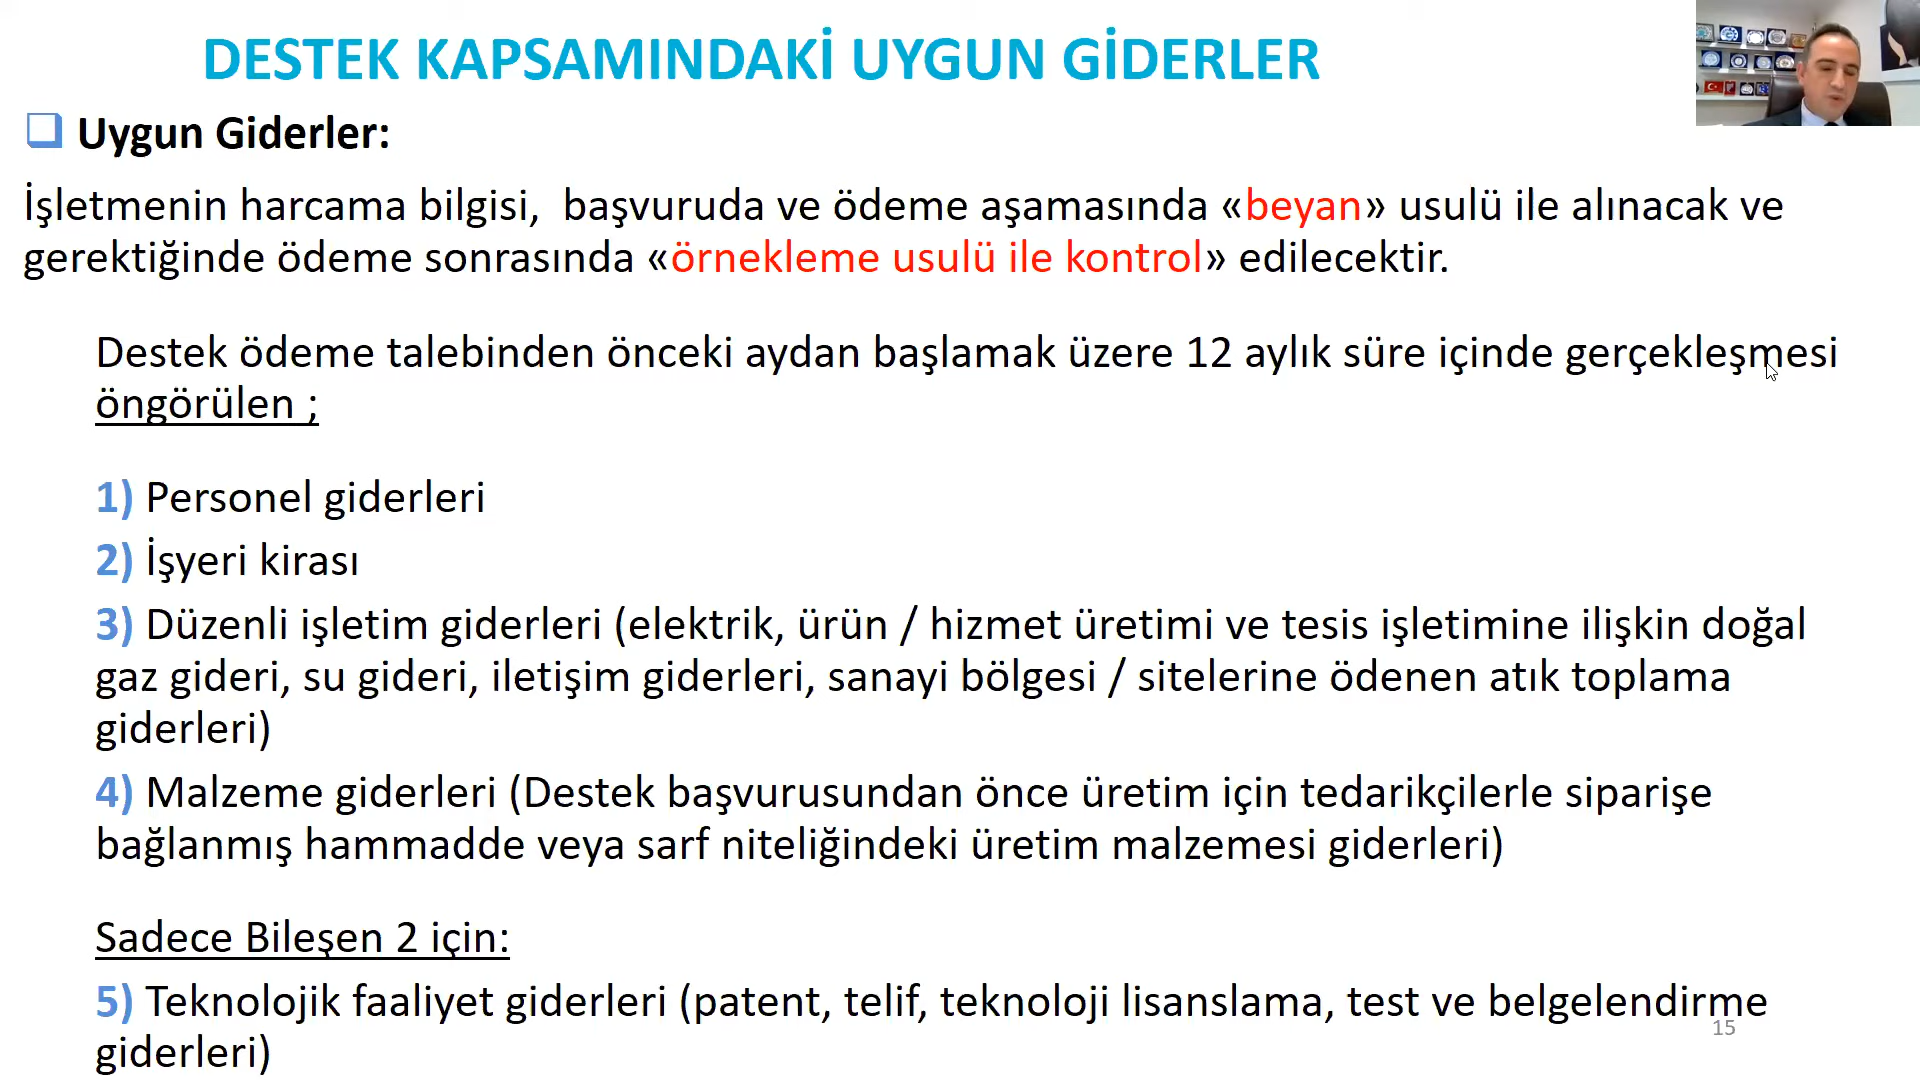 DESTEK KAPSAMINDAKİ UYGUN GİDERLER
Uygun Giderler:
İşletmenin harcama bilgisi, başvuruda ve ödeme aşamasında «beyan» usulü ile alınacak ve
gerektiğinde ödeme sonrasında «örnekleme usulü ile kontrol» edilecektir.
Destek ödeme talebinden önceki aydan başlamak üzere 12 aylık süre içinde gerçekleşmesi
öngörülen ;
1) Personel giderleri
2) İşyeri kirası
3) Düzenli işletim giderleri (elektrik, ürün / hizmet üretimi ve tesis işletimine ilişkin doğal
gaz gideri, su gideri, iletişim giderleri, sanayi bölgesi / sitelerine ödenen atık toplama
giderleri)
4) Malzeme giderleri (Destek başvurusundan önce üretim için tedarikçilerle siparişe
bağlanmış hammadde veya sarf niteliğindeki üretim malzemesi giderleri)
Sadece Bileşen 2 için:
5) Teknolojik faaliyet giderleri (patent, telif, teknoloji lisanslama, test ve belgelendirme
giderleri)
15